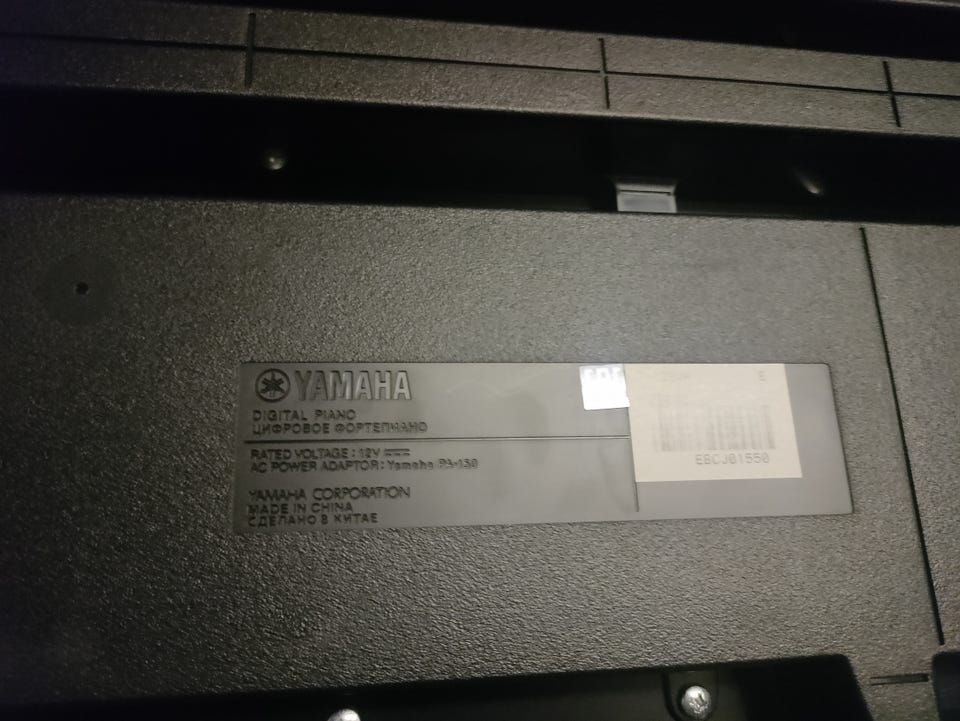 YAMAHA
DIGITAL PIANO
ЦИФРОВОЕ ФОРТЕПИАНО
RATED VOLTAGE : 12V
AC POWER ADAPTOR : Yamaha PA-150
YAMAHA CORPORATION
MADE IN CHINA
СДЕЛАНО В КИТАЕ
E
EBCJ01550